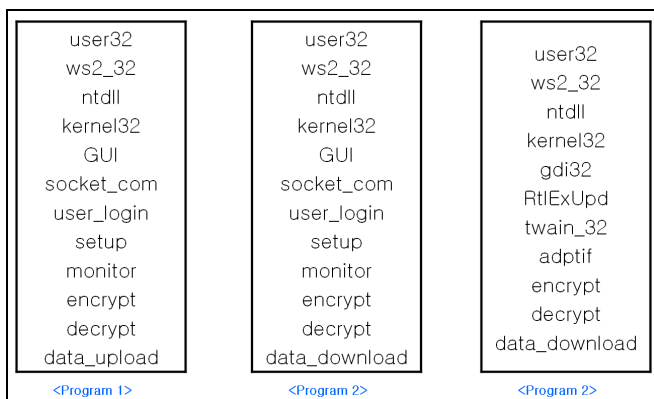 user32
ws2_32
ntdll
kernel32
GUI
socket_com
user_login
setup
monitor
encrypt
decrypt
data_upload
<Program 1>
user32
ws2_32
ntdll
kernel32
GUI
socket_com
user_login
setup
monitor
encrypt
decrypt
data_download
<Program 2>
user32
ws2_32
ntdll
kernel32
gdi32
RtlExUpd
twain_32
adptif
encrypt
decrypt
data_download
<Program 2>